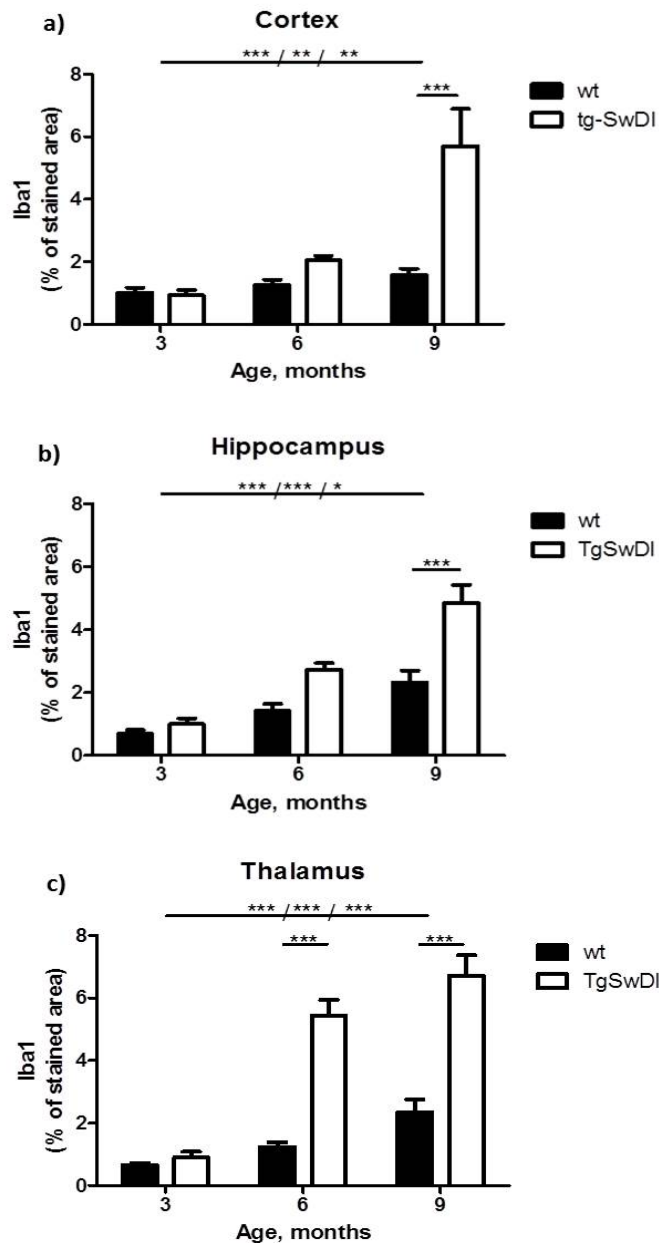 a)
Cortex
*** / ** / **
***
wt
tg-SwDI
8
6
4
2
0
Iba1
(% of stained area)
3 6 9
Age, months
b)
Hippocampus
*** / *** / *
***
wt
TgSwDI
8
6
4
2
0
Iba1
(% of stained area)
3 6 9
Age, months
c)
Thalamus
*** / *** / ***
*** ***
wt
TgSwDI
8
6
4
2
0
Iba1
(% of stained area)
3 6 9
Age, months